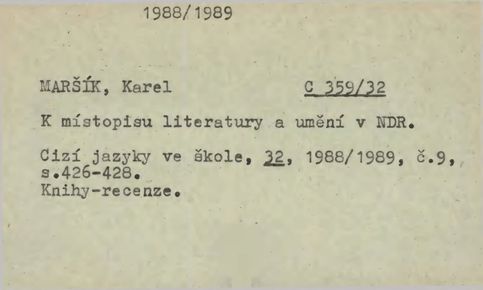 1988/1989
MARŠÍK, Karel C 359/32
K místopisu literatury a umění v NDR.
Cizí jazyky ve škole, 32, 1988/1989, č.9,
s.426-428.
Knihy-recenze.